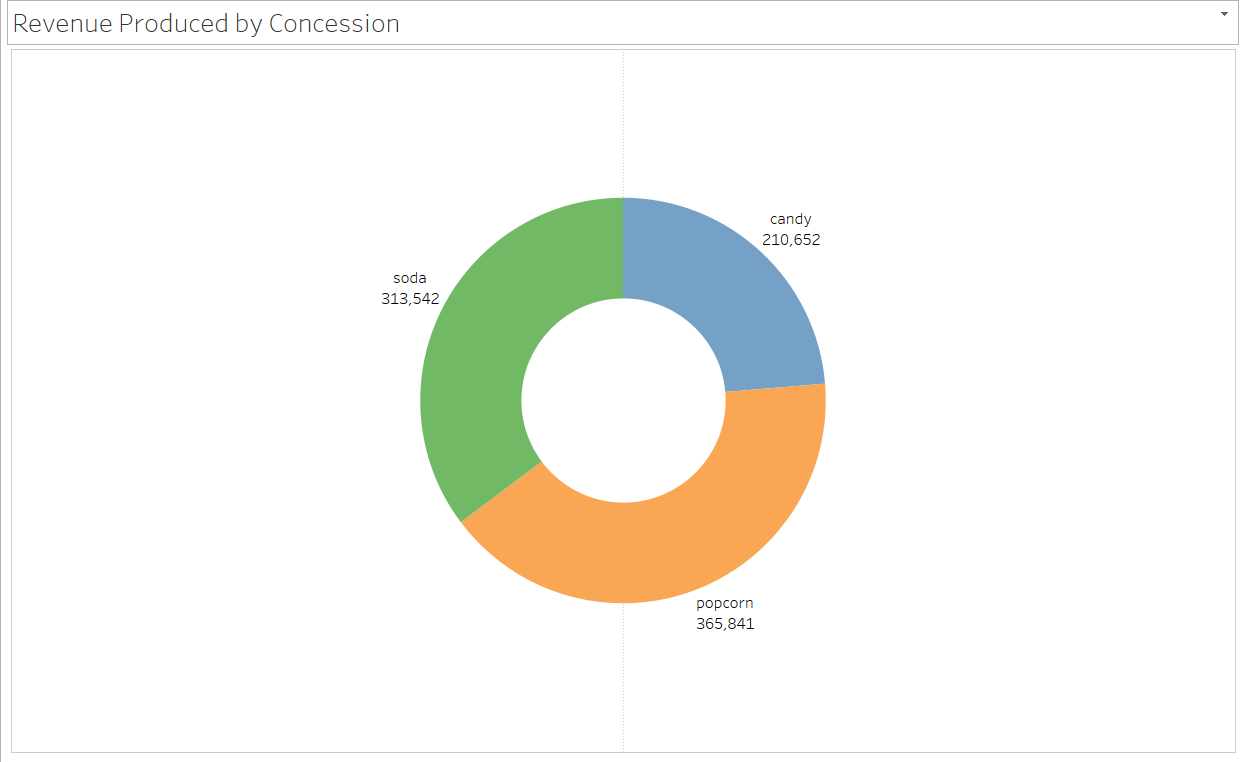 Revenue Produced by Concession
candy
210,652
soda
313,542
popcorn
365,841